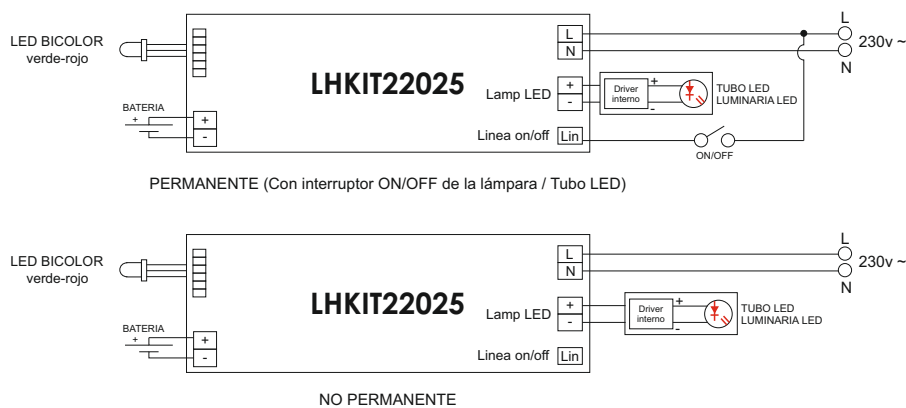 LED BICOLOR
verde-rojo
BATERIA
+
+
-
LHKIT22025
L
N
Lamp LED
+
-
Linea on/off
Lin
Driver
interno
+
-
TUBO LED
LUMINARIA LED
ON/OFF
L
230v ~
N
PERMANENTE (Con interruptor ON/OFF de la lámpara / Tubo LED)
LED BICOLOR
verde-rojo
BATERIA
+
+
-
LHKIT22025
L
N
Lamp LED
+
-
Linea on/off
Lin
Driver
interno
+
-
TUBO LED
LUMINARIA LED
L
230v ~
N
NO PERMANENTE